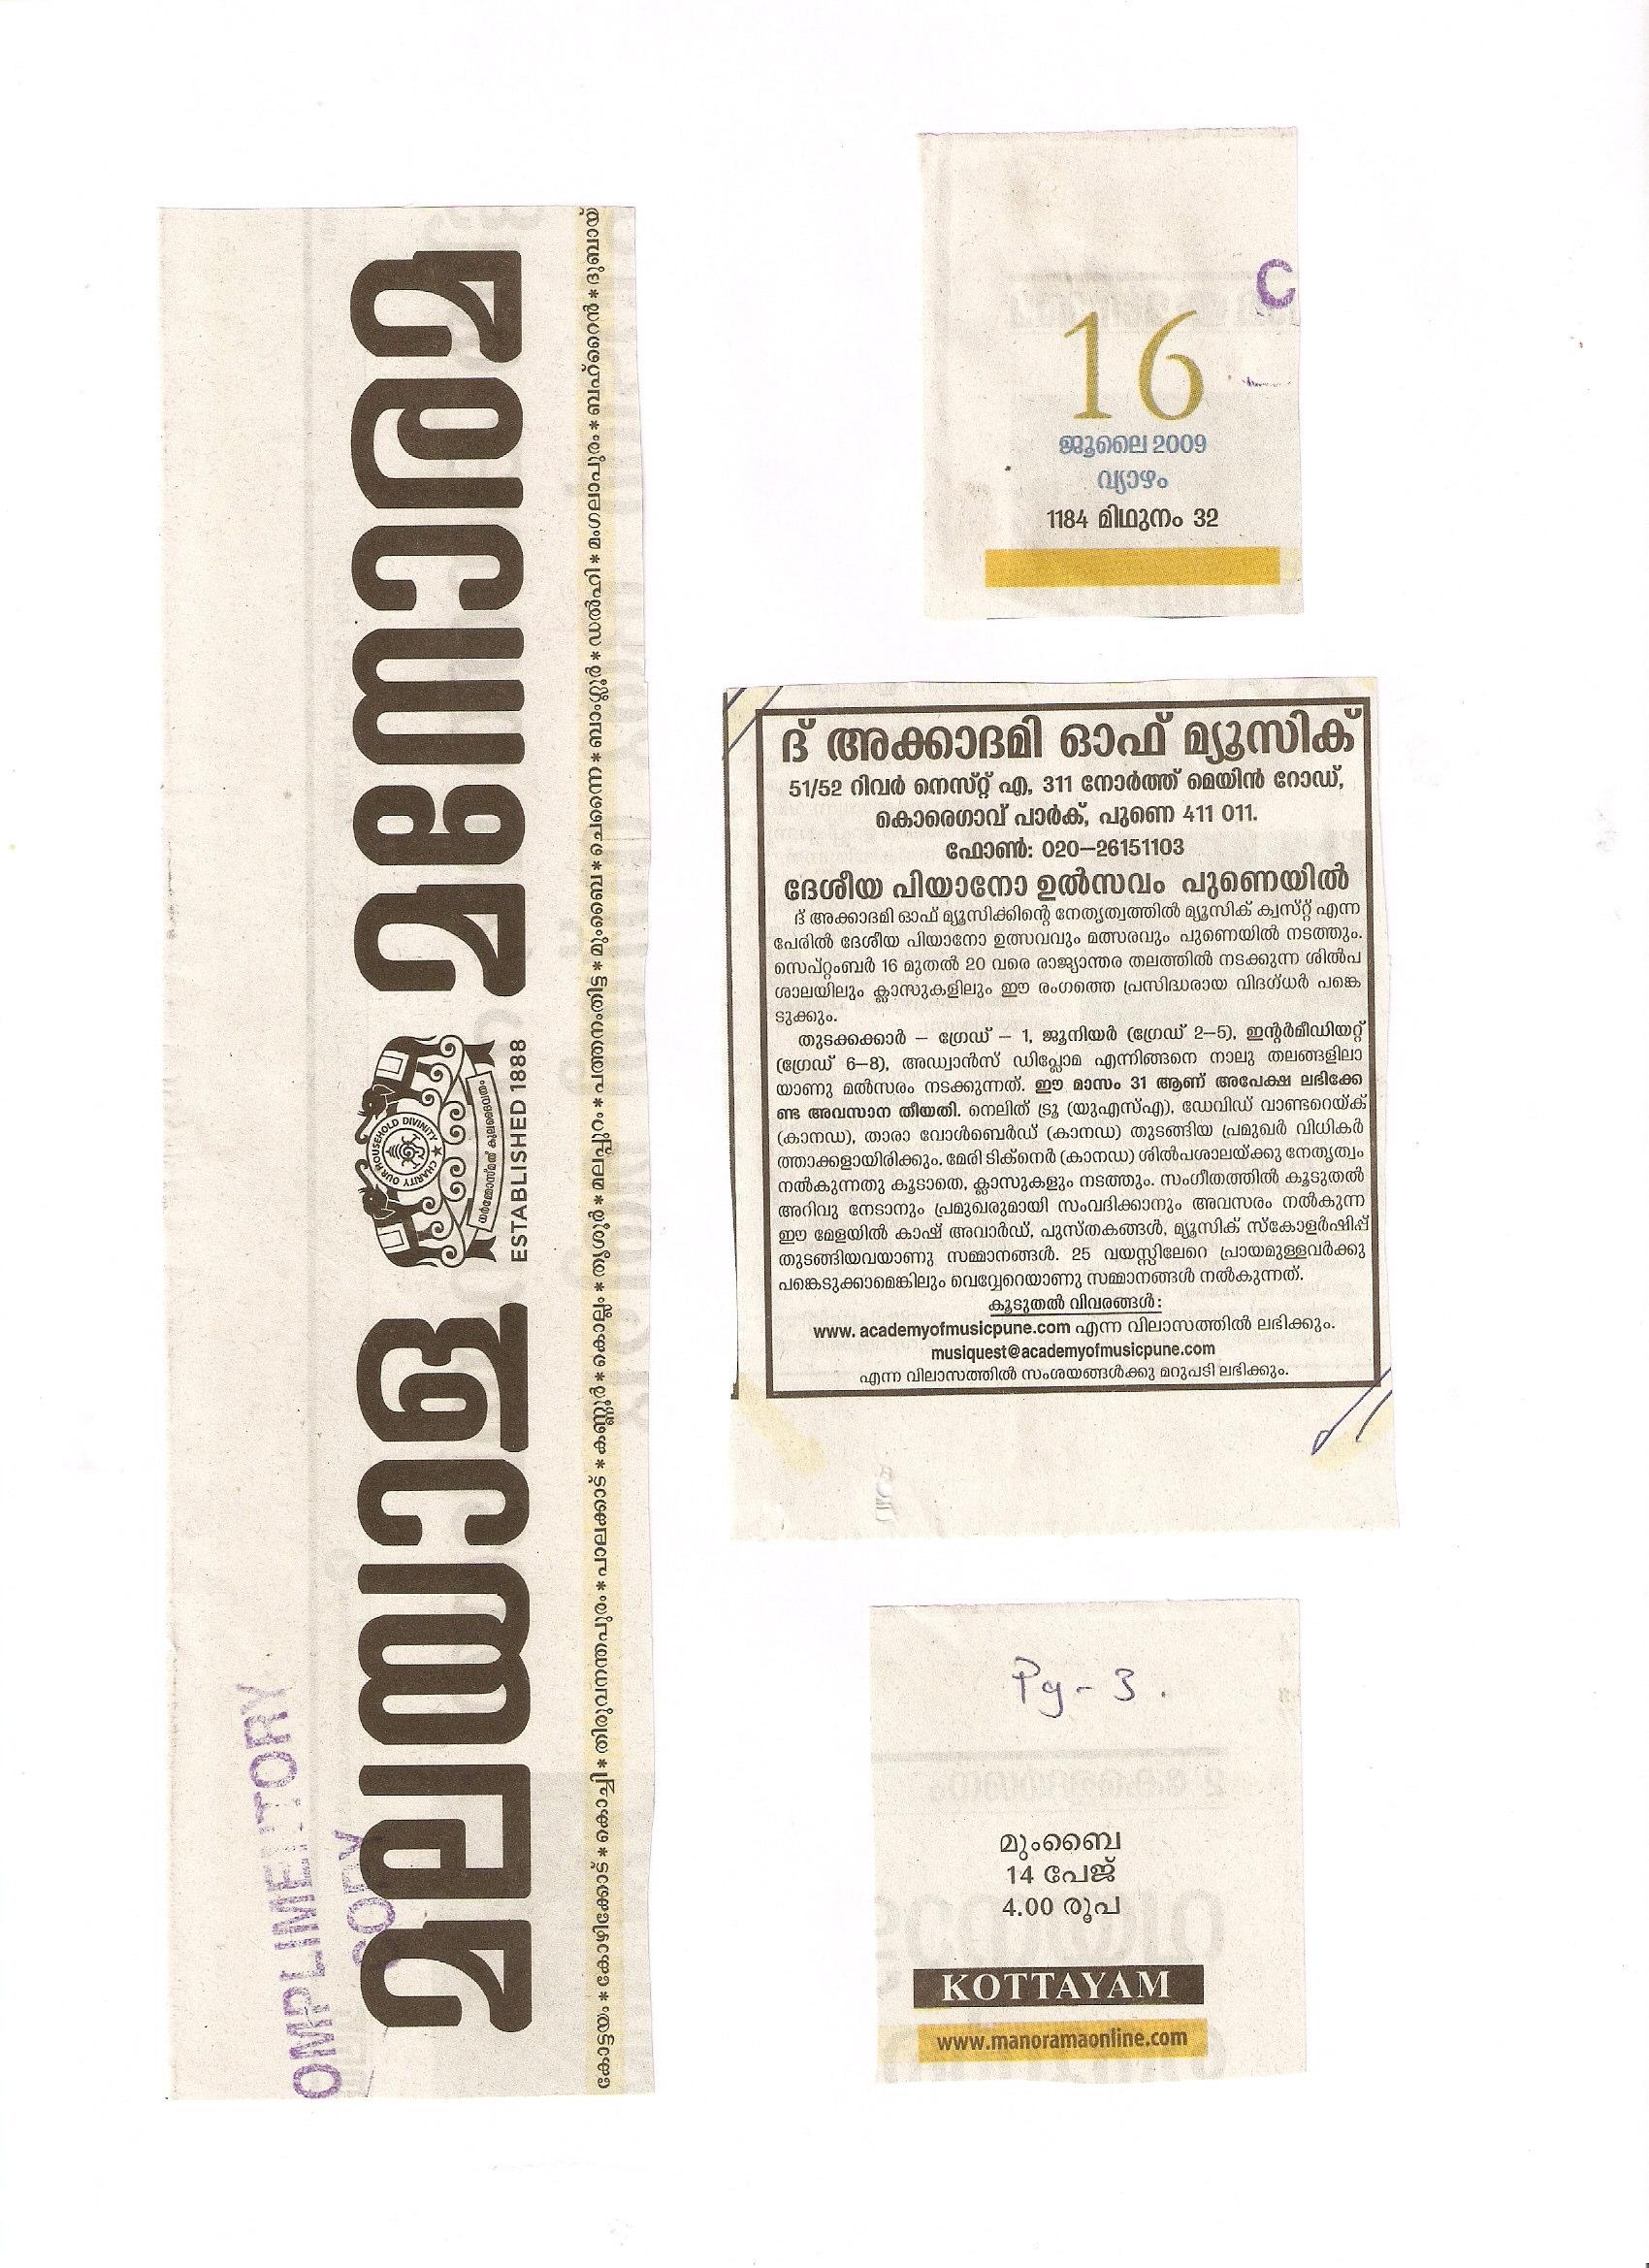 മലയാള മനോരമ
ESTABLISHED 1888
CHARITY OUR HOUSEHOLD DIVINITY
കോട്ടയം * കോഴിക്കോട് * കൊച്ചി * തിരുവനന്തപുരം * പാലക്കാട് * കണ്ണൂർ * കൊല്ലം * തൃശൂർ * മലപ്പുറം * പത്തനംതിട്ട * മുംബൈ * ചെന്നൈ * ബാംഗ്ലൂർ * ഡൽഹി * മംഗലാപുരം * ബഹ്റൈൻ * ദുബായ്
C
16
ജൂലൈ 2009
വ്യാഴം
1184 മിഥുനം 32
ദ് അക്കാദമി ഓഫ് മ്യൂസിക്
51/52 റിവർ നെസ്റ്റ് എ, 311 നോർത്ത് മെയിൻ റോഡ്,
കൊരെഗാവ് പാർക്, പുണെ 411 011.
ഫോൺ: 020–26151103
ദേശീയ പിയാനോ ഉൽസവം പുണെയിൽ
ദ് അക്കാദമി ഓഫ് മ്യൂസിക്കിന്റെ നേതൃത്വത്തിൽ മ്യൂസിക് ക്വസ്റ്റ് എന്ന
പേരിൽ ദേശീയ പിയാനോ ഉത്സവവും മത്സരവും പുണെയിൽ നടത്തും.
സെപ്റ്റംബർ 16 മുതൽ 20 വരെ രാജ്യാന്തര തലത്തിൽ നടക്കുന്ന ശിൽപ
ശാലയിലും ക്ലാസുകളിലും ഈ രംഗത്തെ പ്രസിദ്ധരായ വിദഗ്ധർ പങ്കെ
ടുക്കും.
തുടക്കക്കാർ – ഗ്രേഡ് – 1, ജൂനിയർ (ഗ്രേഡ് 2–5), ഇന്റർമീഡിയറ്റ്
(ഗ്രേഡ് 6–8), അഡ്വാൻസ് ഡിപ്ലോമ എന്നിങ്ങനെ നാലു തലങ്ങളിലാ
യാണു മൽസരം നടക്കുന്നത്. ഈ മാസം 31 ആണ് അപേക്ഷ ലഭിക്കേ
ണ്ട അവസാന തീയതി. നെലിത് ട്രൂ (യുഎസ്എ), ഡേവിഡ് വാണ്ടറെയ്ക്
(കാനഡ), താരാ വോൾബെർഡ് (കാനഡ) തുടങ്ങിയ പ്രമുഖർ വിധികർ
ത്താക്കളായിരിക്കും. മേരി ടിക്നെർ (കാനഡ) ശിൽപശാലയ്ക്കു നേതൃത്വം
നൽകുന്നതു കൂടാതെ, ക്ലാസുകളും നടത്തും. സംഗീതത്തിൽ കൂടുതൽ
അറിവു നേടാനും പ്രമുഖരുമായി സംവദിക്കാനും അവസരം നൽകുന്ന
ഈ മേളയിൽ കാഷ് അവാർഡ്, പുസ്തകങ്ങൾ, മ്യൂസിക് സ്കോളർഷിപ്പ്
തുടങ്ങിയവയാണു സമ്മാനങ്ങൾ. 25 വയസ്സിലേറെ പ്രായമുള്ളവർക്കു
പങ്കെടുക്കാമെങ്കിലും വെവ്വേറെയാണു സമ്മാനങ്ങൾ നൽകുന്നത്.
കൂടുതൽ വിവരങ്ങൾ:
www. academyofmusicpune.com എന്ന വിലാസത്തിൽ ലഭിക്കും.
musiquest@academyofmusicpune.com
എന്ന വിലാസത്തിൽ സംശയങ്ങൾക്കു മറുപടി ലഭിക്കും.
Pg - 3.
മുംബൈ
14 പേജ്
4.00 രൂപ
KOTTAYAM
www.manoramaonline.com